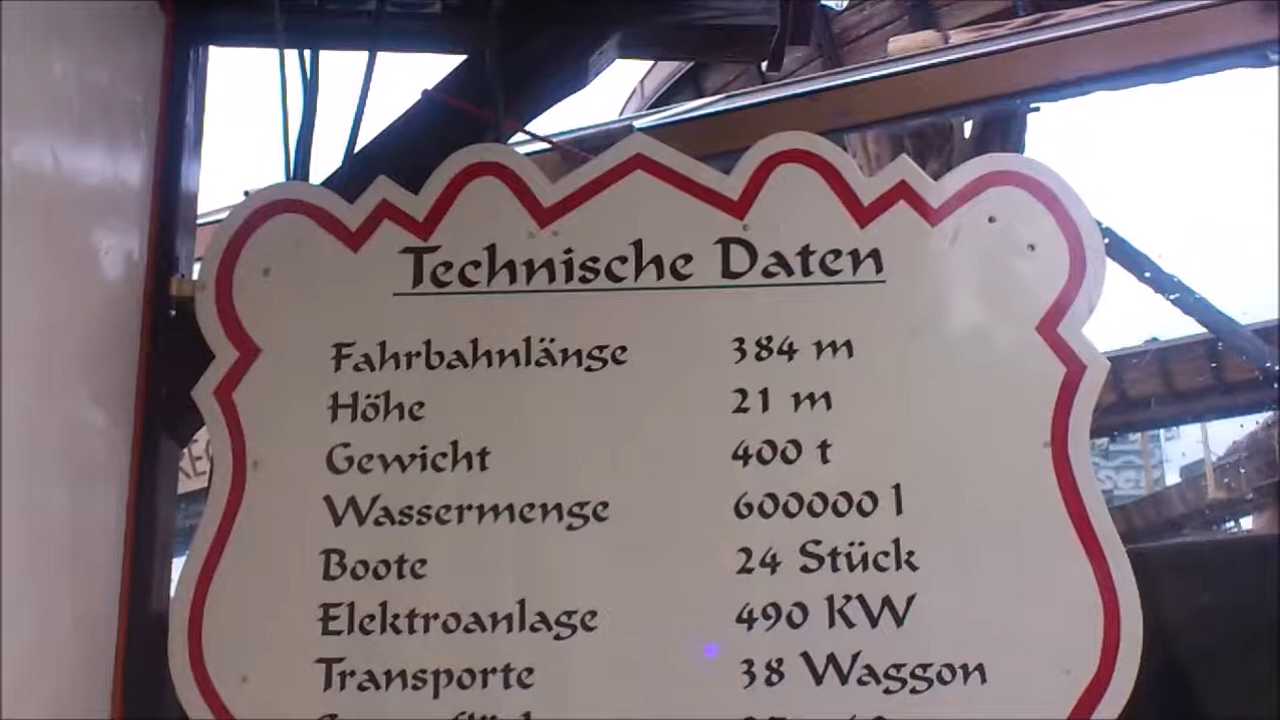 Technische Daten
Fahrbahnlänge 384 m
Höhe 21 m
Gewicht 400 t
Wassermenge 600000 l
Boote 24 Stück
Elektroanlage 490 KW
Transporte 38 Waggon